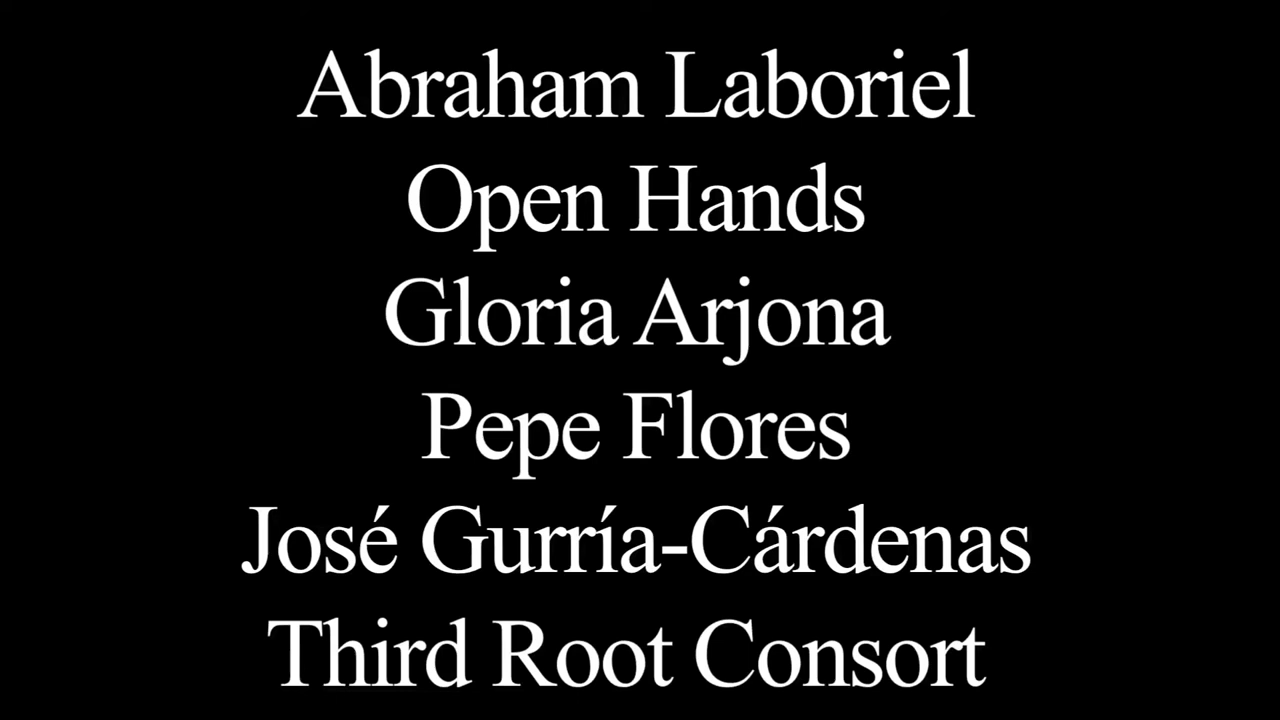 Abraham Laboriel
Open Hands
Gloria Arjona
Pepe Flores
José Gurría-Cárdenas
Third Root Consort